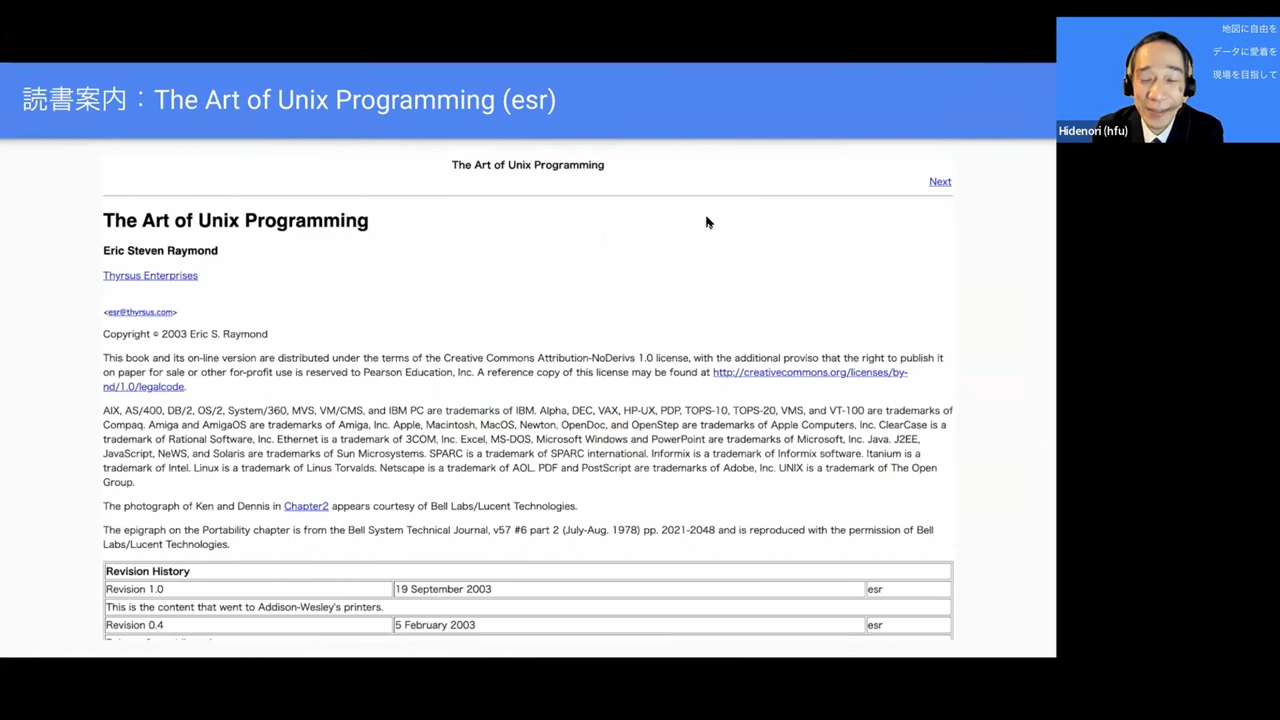 読書案内：The Art of Unix Programming (esr)
The Art of Unix Programming
Next
The Art of Unix Programming
Eric Steven Raymond
Thyrsus Enterprises
<esr@thyrsus.com>
Copyright © 2003 Eric S. Raymond
This book and its on-line version are distributed under the terms of the Creative Commons Attribution-NoDerivs 1.0 license, with the additional proviso that the right to publish it
on paper for sale or other for-profit use is reserved to Pearson Education, Inc. A reference copy of this license may be found at http://creativecommons.org/licenses/by-
nd/1.0/legalcode.
AIX, AS/400, DB/2, OS/2, System/360, MVS, VM/CMS, and IBM PC are trademarks of IBM. Alpha, DEC, VAX, HP-UX, PDP, TOPS-10, TOPS-20, VMS, and VT-100 are trademarks of
Compaq. Amiga and AmigaOS are trademarks of Amiga, Inc. Apple, Macintosh, MacOS, Newton, OpenDoc, and OpenStep are trademarks of Apple Computers, Inc. ClearCase is a
trademark of Rational Software, Inc. Ethernet is a trademark of 3COM, Inc. Excel, MS-DOS, Microsoft Windows and PowerPoint are trademarks of Microsoft, Inc. Java. J2EE,
JavaScript, NeWS, and Solaris are trademarks of Sun Microsystems. SPARC is a trademark of SPARC international. Informix is a trademark of Informix software. Itanium is a
trademark of Intel. Linux is a trademark of Linus Torvalds. Netscape is a trademark of AOL. PDF and PostScript are trademarks of Adobe, Inc. UNIX is a trademark of The Open
Group.
The photograph of Ken and Dennis in Chapter2 appears courtesy of Bell Labs/Lucent Technologies.
The epigraph on the Portability chapter is from the Bell System Technical Journal, v57 #6 part 2 (July-Aug. 1978) pp. 2021-2048 and is reproduced with the permission of Bell
Labs/Lucent Technologies.
Revision History
Revision 1.0 19 September 2003 esr
This is the content that went to Addison-Wesley's printers.
Revision 0.4 5 February 2003 esr
地図に自由を
データに愛着を
現場を目指して
Hidenori (hfu)